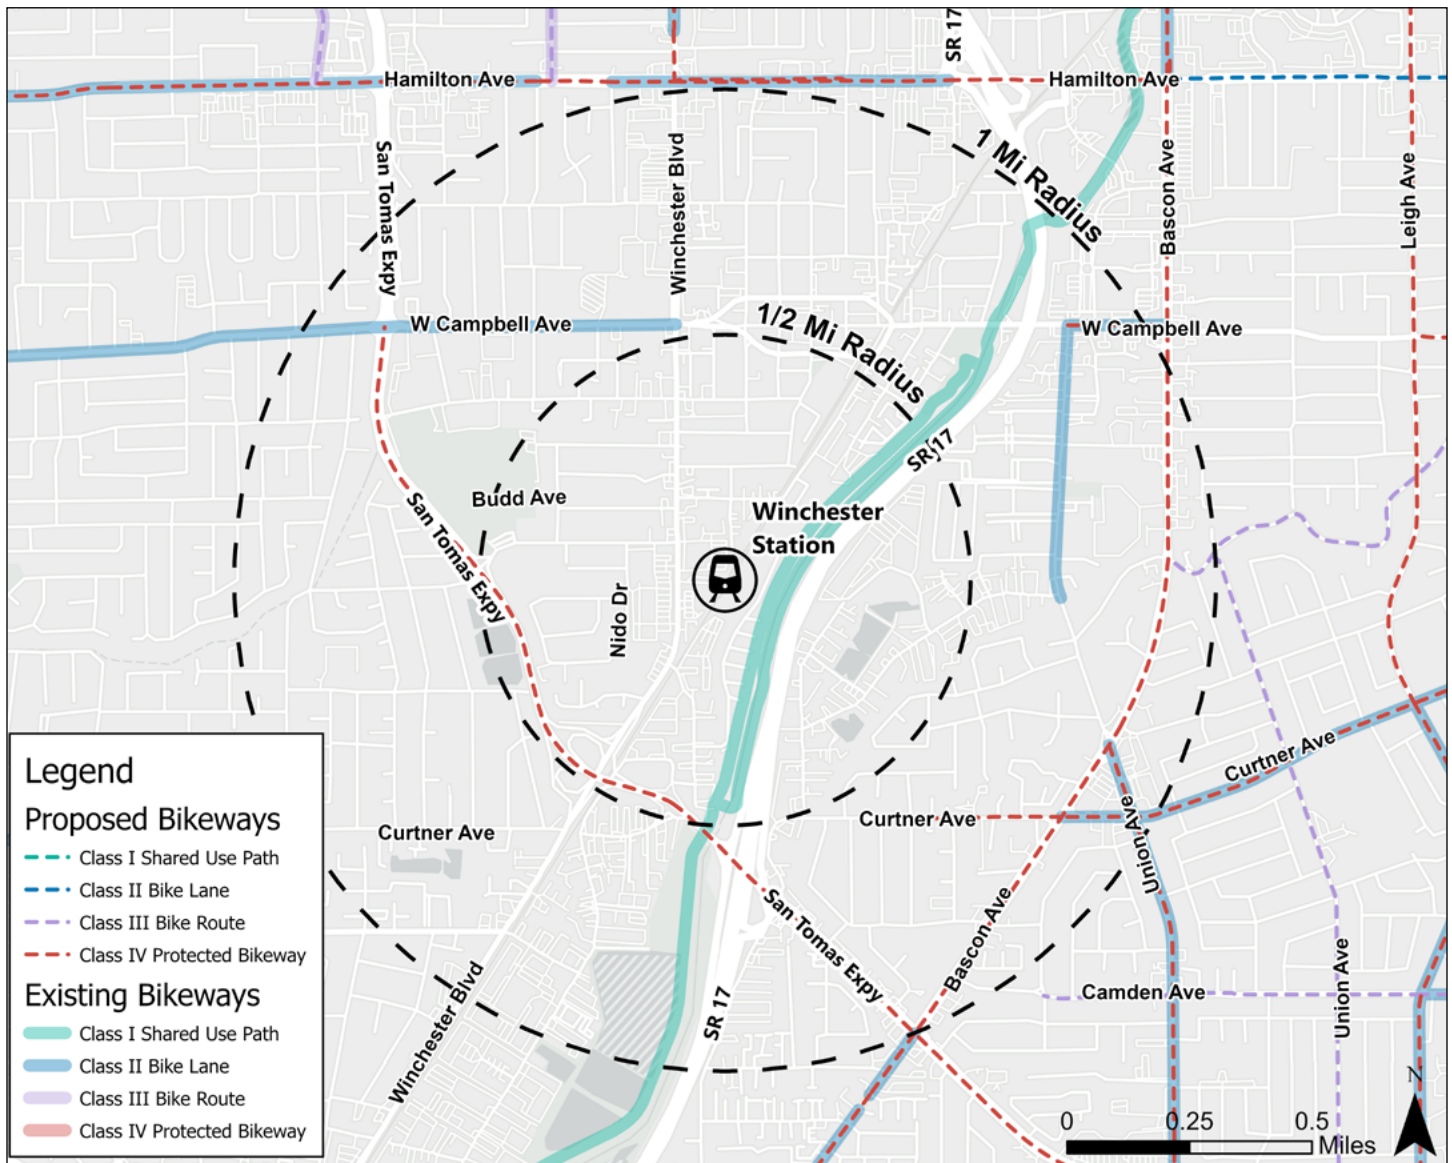 SR 17
Hamilton Ave
Hamilton Ave
1 Mi Radius
San Tomas Expy
Winchester Blvd
Bascon Ave
Leigh Ave
W Campbell Ave
1/2 Mi Radius
W Campbell Ave
SR 17
Budd Ave
San Tomas Expy
Winchester
Station
Nido Dr
Curtner Ave
Curtner Ave
Curtner Ave
Union Ave
San Tomas Expy
Bascon Ave
Camden Ave
Union Ave
Winchester Blvd
SR 17
Legend
Proposed Bikeways
Class I Shared Use Path
Class II Bike Lane
Class III Bike Route
Class IV Protected Bikeway
Existing Bikeways
Class I Shared Use Path
Class II Bike Lane
Class III Bike Route
Class IV Protected Bikeway
N
0 0.25 0.5
Miles